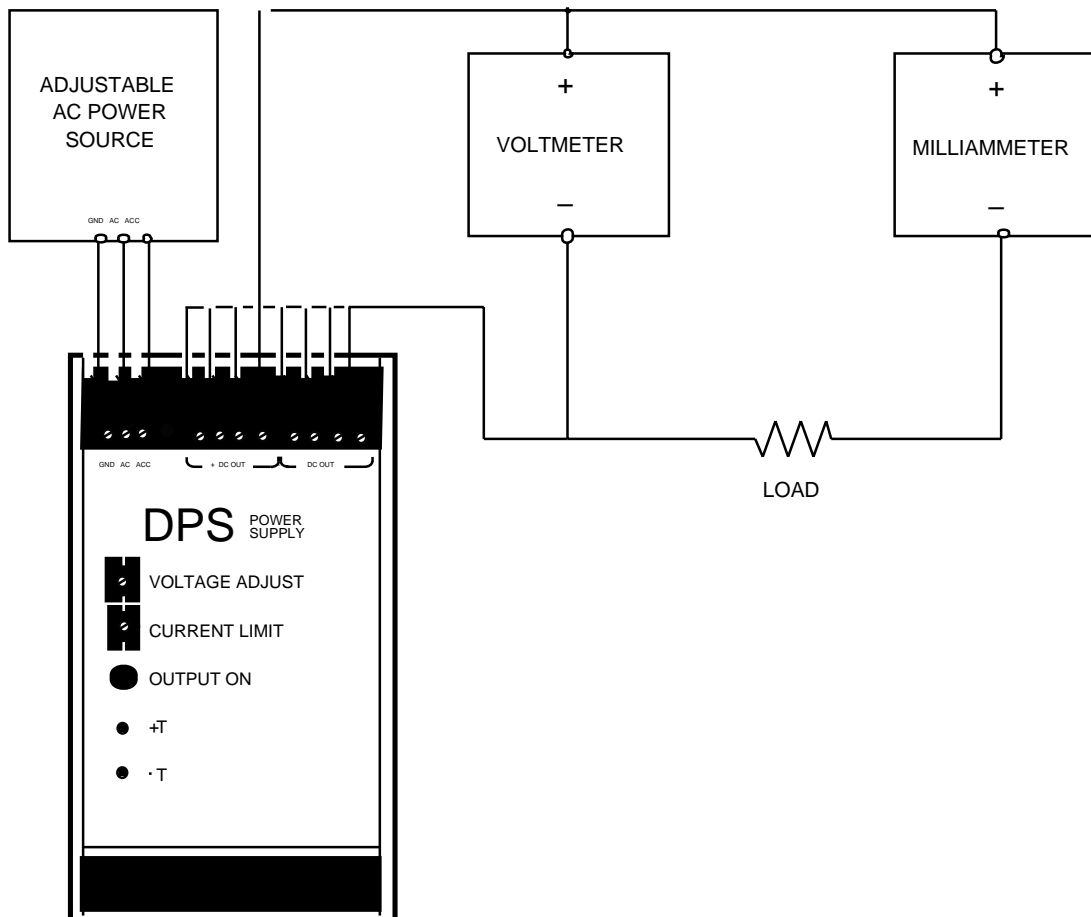 ADJUSTABLE
AC POWER
SOURCE
GND AC ACC
+
VOLTMETER
–
+
MILLIAMMETER
–
GND AC ACC
+ DC OUT
DC OUT
LOAD
DPS POWER
SUPPLY
VOLTAGE ADJUST
CURRENT LIMIT
OUTPUT ON
+T
· T